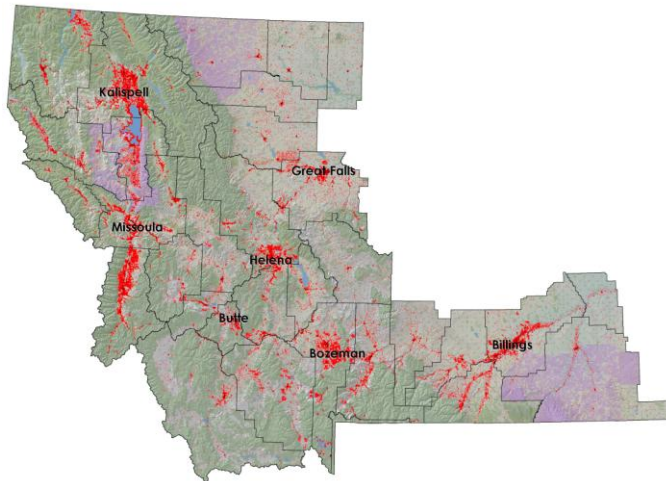 Kalispell
Great Falls
Missoula
Helena
Butte
Bozeman
Billings